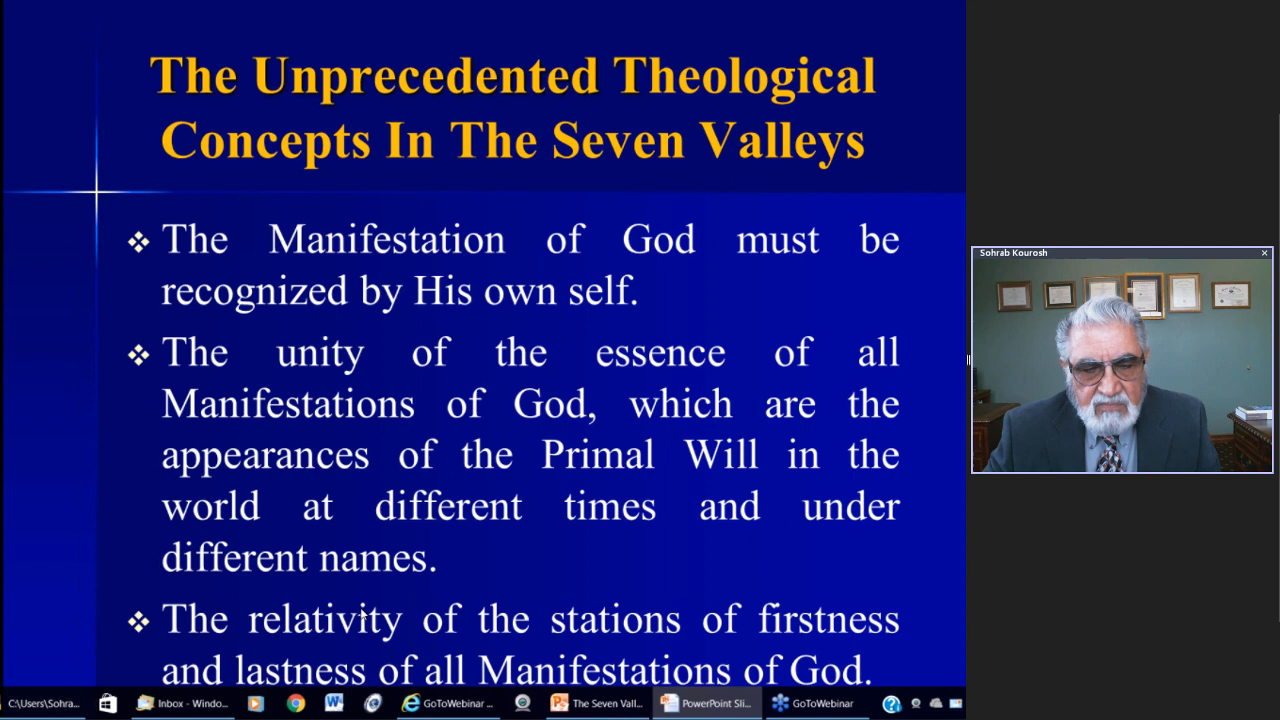 The Unprecedented Theological
Concepts In The Seven Valleys
The Manifestation of God must be
recognized by His own self.
The unity of the essence of all
Manifestations of God, which are the
appearances of the Primal Will in the
world at different times and under
different names.
The relativity of the stations of firstness
and lastness of all Manifestations of God.
Sohrab Kourosh
C:\Users\Sohra... Inbox - Windo... GoToWebinar ... The Seven Vall... PowerPoint Sli... GoToWebinar